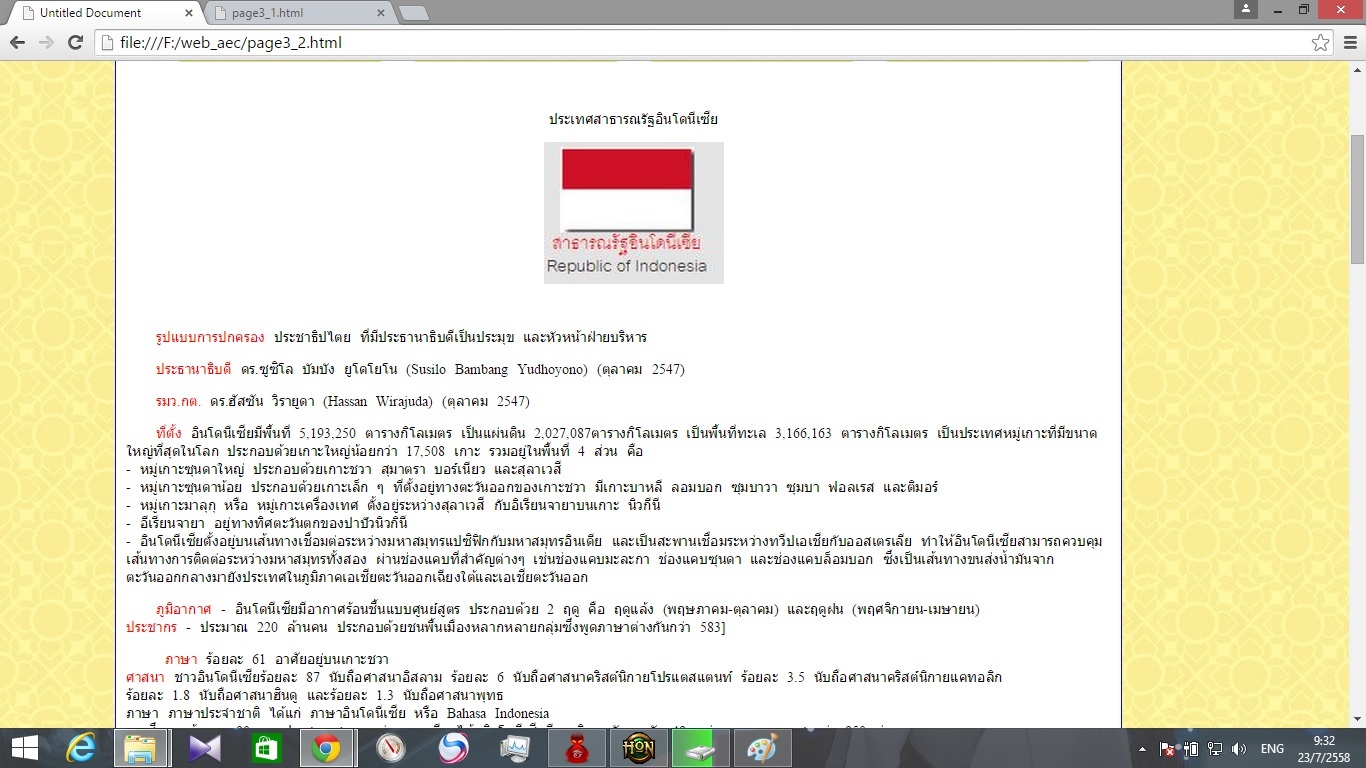 Untitled Document
page3_1.html
file:///F:/web_aec/page3_2.html
ประเทศสาธารณรัฐอินโดนีเซีย
สาธารณรัฐอินโดนีเซีย
Republic of Indonesia
รูปแบบการปกครอง ประชาธิปไตย ที่มีประธานาธิบดีเป็นประมุข และหัวหน้าฝ่ายบริหาร
ประธานาธิบดี ดร.ซูซิโล บัมบัง ยูโดโยโน (Susilo Bambang Yudhoyono) (ตุลาคม 2547)
รมว.กต. ดร.ฮัสซัน วิรายูดา (Hassan Wirajuda) (ตุลาคม 2547)
ที่ตั้ง อินโดนีเซียมีพื้นที่ 5,193,250 ตารางกิโลเมตร เป็นแผ่นดิน 2,027,087ตารางกิโลเมตร เป็นพื้นที่ทะเล 3,166,163 ตารางกิโลเมตร เป็นประเทศหมู่เกาะที่มีขนาด
ใหญ่ที่สุดในโลก ประกอบด้วยเกาะใหญ่น้อยกว่า 17,508 เกาะ รวมอยู่ในพื้นที่ 4 ส่วน คือ
- หมู่เกาะซุนดาใหญ่ ประกอบด้วยเกาะชวา สุมาตรา บอร์เนียว และสุลาเวสี
- หมู่เกาะซุนดาน้อย ประกอบด้วยเกาะเล็ก ๆ ที่ตั้งอยู่ทางตะวันออกของเกาะชวา มีเกาะบาหลี ลอมบอก ซุมบาวา ซุมบา ฟอลเรส และติมอร์
- หมู่เกาะมาลุกุ หรือ หมู่เกาะเครื่องเทศ ตั้งอยู่ระหว่างสุลาเวสี กับอิเรียนจายาบนเกาะ นิวกินี
- อีเรียนจายา อยู่ทางทิศตะวันตกของปาปัวนิวกินี
- อินโดนีเซียตั้งอยู่บนเส้นทางเชื่อมต่อระหว่างมหาสมุทรแปซิฟิกกับมหาสมุทรอินเดีย และเป็นสะพานเชื่อมระหว่างทวีปเอเชียกับออสเตรเลีย ทำให้อินโดนีเซียสามารถควบคุม
เส้นทางการติดต่อระหว่างมหาสมุทรทั้งสอง ผ่านช่องแคบที่สำคัญต่างๆ เช่นช่องแคบมะละกา ช่องแคบซุนดา และช่องแคบล็อมบอก ซึ่งเป็นเส้นทางขนส่งน้ำมันจาก
ตะวันออกกลางมายังประเทศในภูมิภาคเอเชียตะวันออกเฉียงใต้และเอเชียตะวันออก
ภูมิอากาศ - อินโดนีเซียมีอากาศร้อนชื้นแบบศูนย์สูตร ประกอบด้วย 2 ฤดู คือ ฤดูแล้ง (พฤษภาคม-ตุลาคม) และฤดูฝน (พฤศจิกายน-เมษายน)
ประชากร - ประมาณ 220 ล้านคน ประกอบด้วยชนพื้นเมืองหลากหลายกลุ่มซึ่งพูดภาษาต่างกันกว่า 583]
ภาษา ร้อยละ 61 อาศัยอยู่บนเกาะชวา
ศาสนา ชาวอินโดนีเซียร้อยละ 87 นับถือศาสนาอิสลาม ร้อยละ 6 นับถือศาสนาคริสต์นิกายโปรแตสแตนท์ ร้อยละ 3.5 นับถือศาสนาคริสต์นิกายแคทอลิก
ร้อยละ 1.8 นับถือศาสนาฮินดู และร้อยละ 1.3 นับถือศาสนาพุทธ
ภาษา ภาษาประจำชาติ ได้แก่ ภาษาอินโดนีเซีย หรือ Bahasa Indonesia
HON
ENG
9:32
23/7/2558